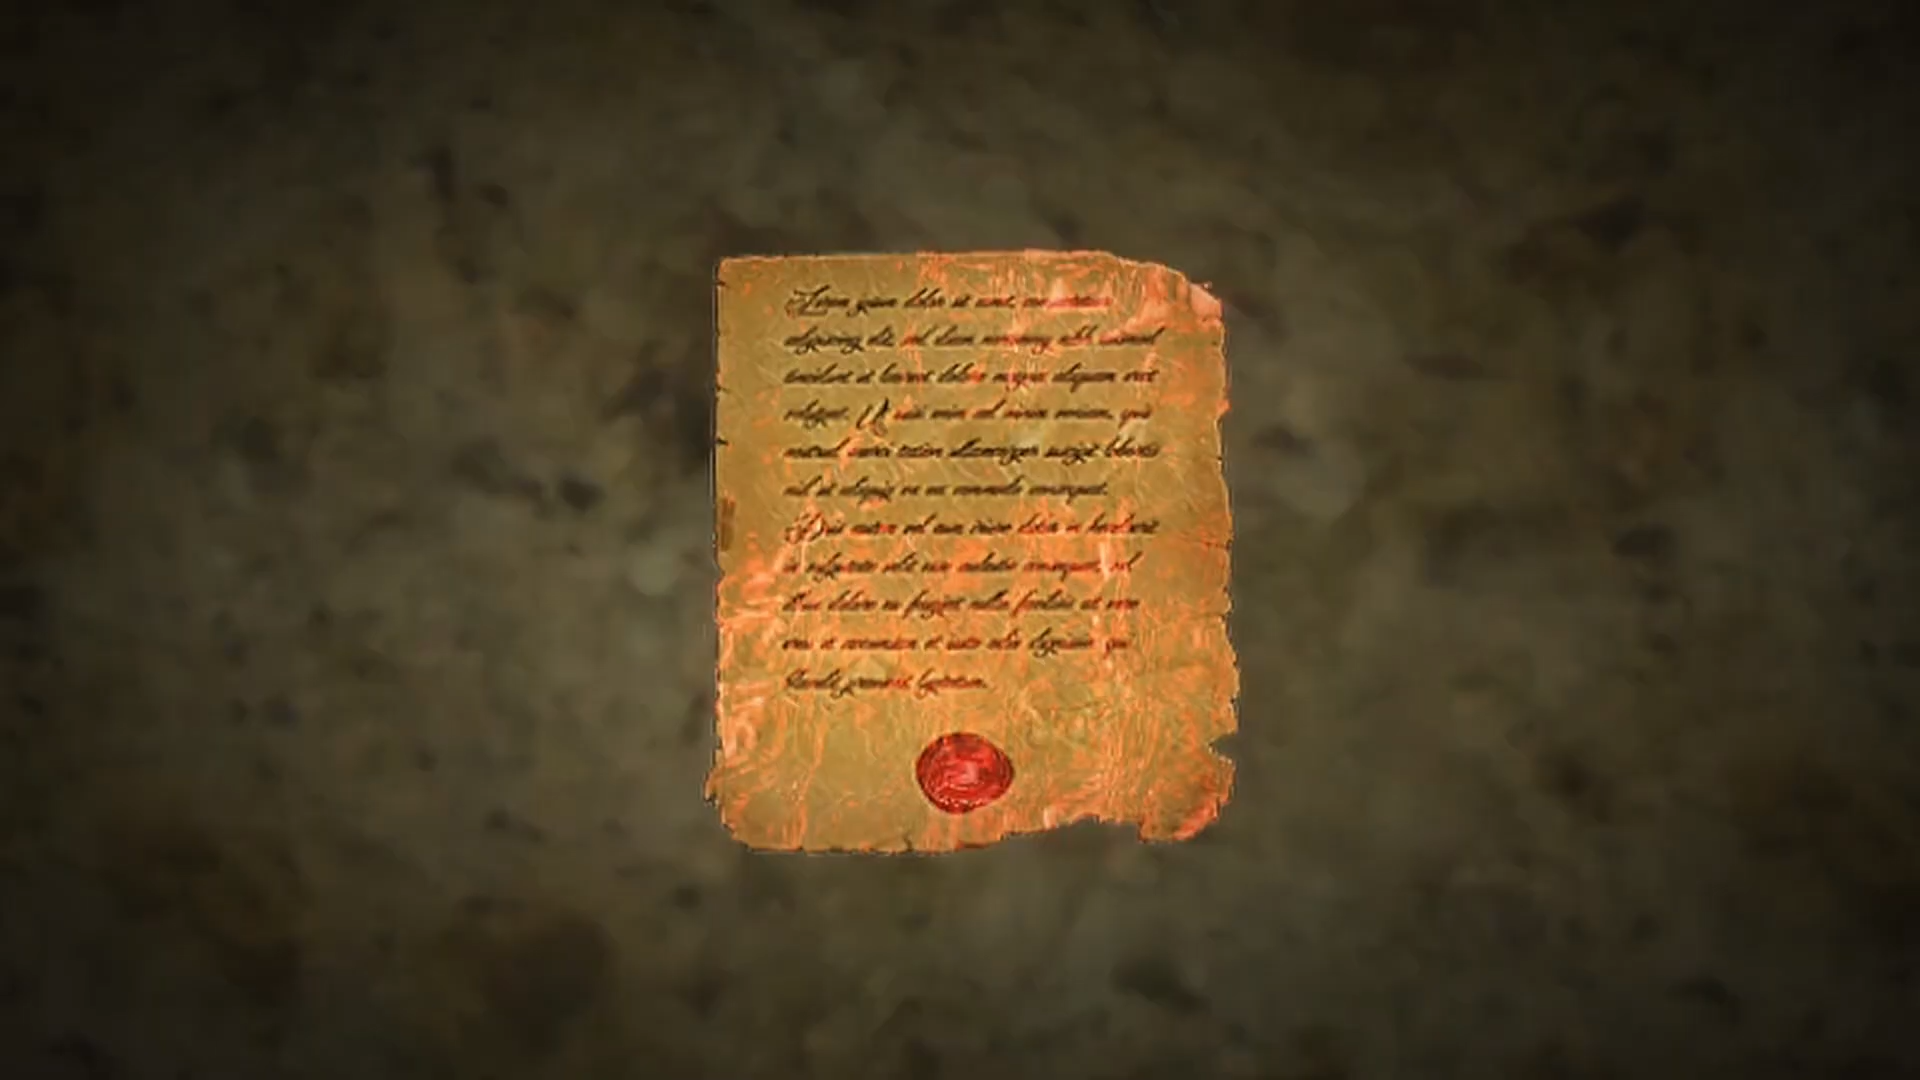 Lorem ipsum dolor sit amet, consectetuer
adipiscing elit, sed diam nonummy nibh euismod
tincidunt ut laoreet dolore magna aliquam erat
volutpat. Ut wisi enim ad minim veniam, quis
nostrud exerci tation ullamcorper suscipit lobortis
nisl ut aliquip ex ea commodo consequat.
Duis autem vel eum iriure dolor in hendrerit
in vulputate velit esse molestie consequat, vel
illum dolore eu feugiat nulla facilisis at vero
eros et accumsan et iusto odio dignissim qui
blandit praesent luptatum.